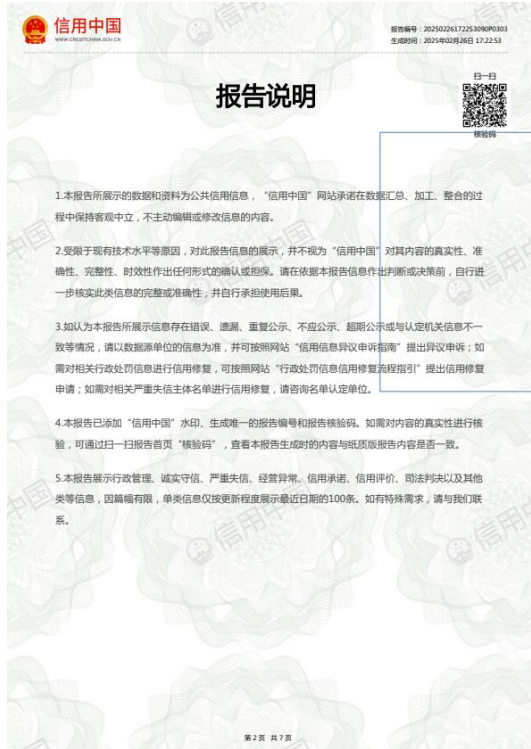 信用中国
WWW.CREDITCHINA.GOV.CN
报告编号：20250226172253090P0303
生成时间：2025年02月26日 17:22:53
扫一扫
核验码
报告说明
1.本报告所展示的数据和资料为公共信用信息，“信用中国”网站承诺在数据汇总、加工、整合的过
程中保持客观中立，不主动编辑或修改信息的内容。
2.受限于现有技术水平等原因，对此报告信息的展示，并不视为“信用中国”对其内容的真实性、准
确性、完整性、时效性作出任何形式的确认或担保。请在依据本报告信息作出判断或决策前，自行进
一步核实此类信息的完整或准确性，并自行承担使用后果。
3.如认为本报告所展示信息存在错误、遗漏、重复公示、不应公示、超期公示或与认定机关信息不一
致等情况，请以数据源单位的信息为准，并可按照网站“信用信息异议申诉指南”提出异议申诉；如
需对相关行政处罚信息进行信用修复，可按照网站“行政处罚信息信用修复流程指引”提出信用修复
申请；如需对相关严重失信主体名单进行信用修复，请咨询名单认定单位。
4.本报告已添加“信用中国”水印、生成唯一的报告编号和报告核验码。如需对内容的真实性进行核
验，可通过扫一扫报告首页“核验码”，查看本报告生成时的内容与纸质版报告内容是否一致。
5.本报告展示行政管理、诚实守信、严重失信、经营异常、信用承诺、信用评价、司法判决以及其他
类等信息，因篇幅有限，单类信息仅按更新程度展示最近日期的100条。如有特殊需求，请与我们联
系。
第2页 共7页